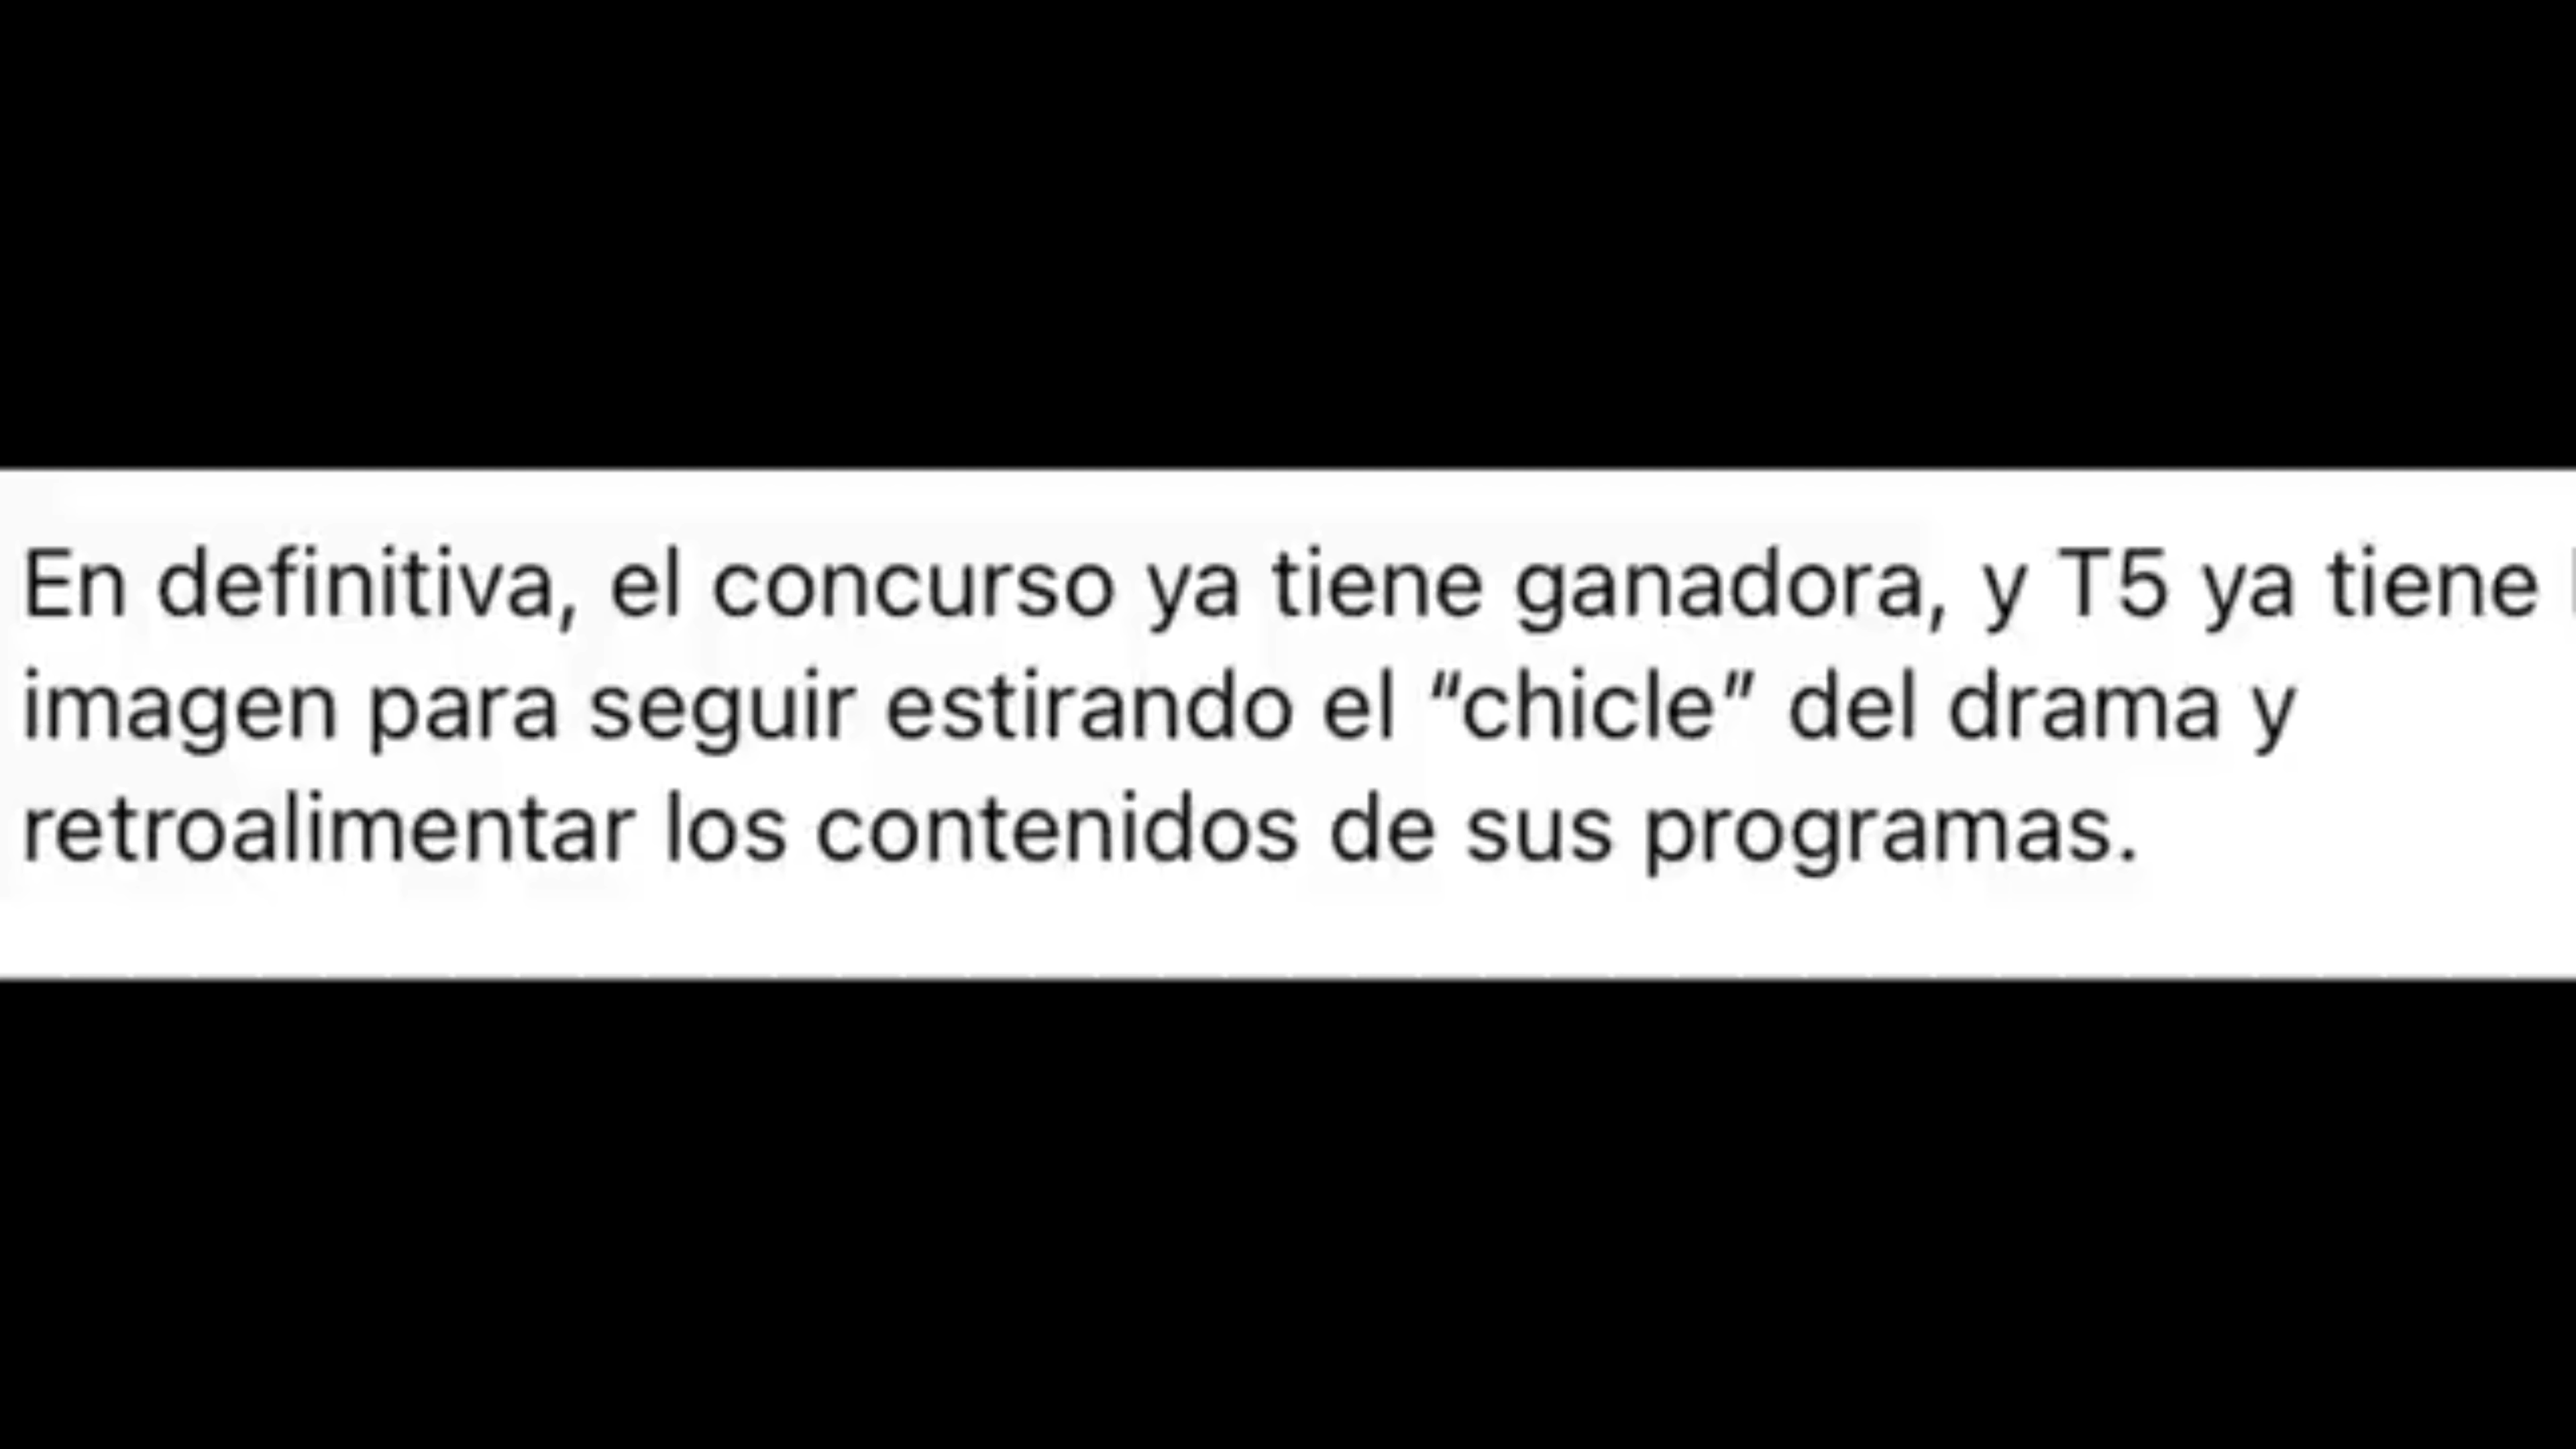 En definitiva, el concurso ya tiene ganadora, y T5 ya tiene
imagen para seguir estirando el “chicle” del drama y
retroalimentar los contenidos de sus programas.